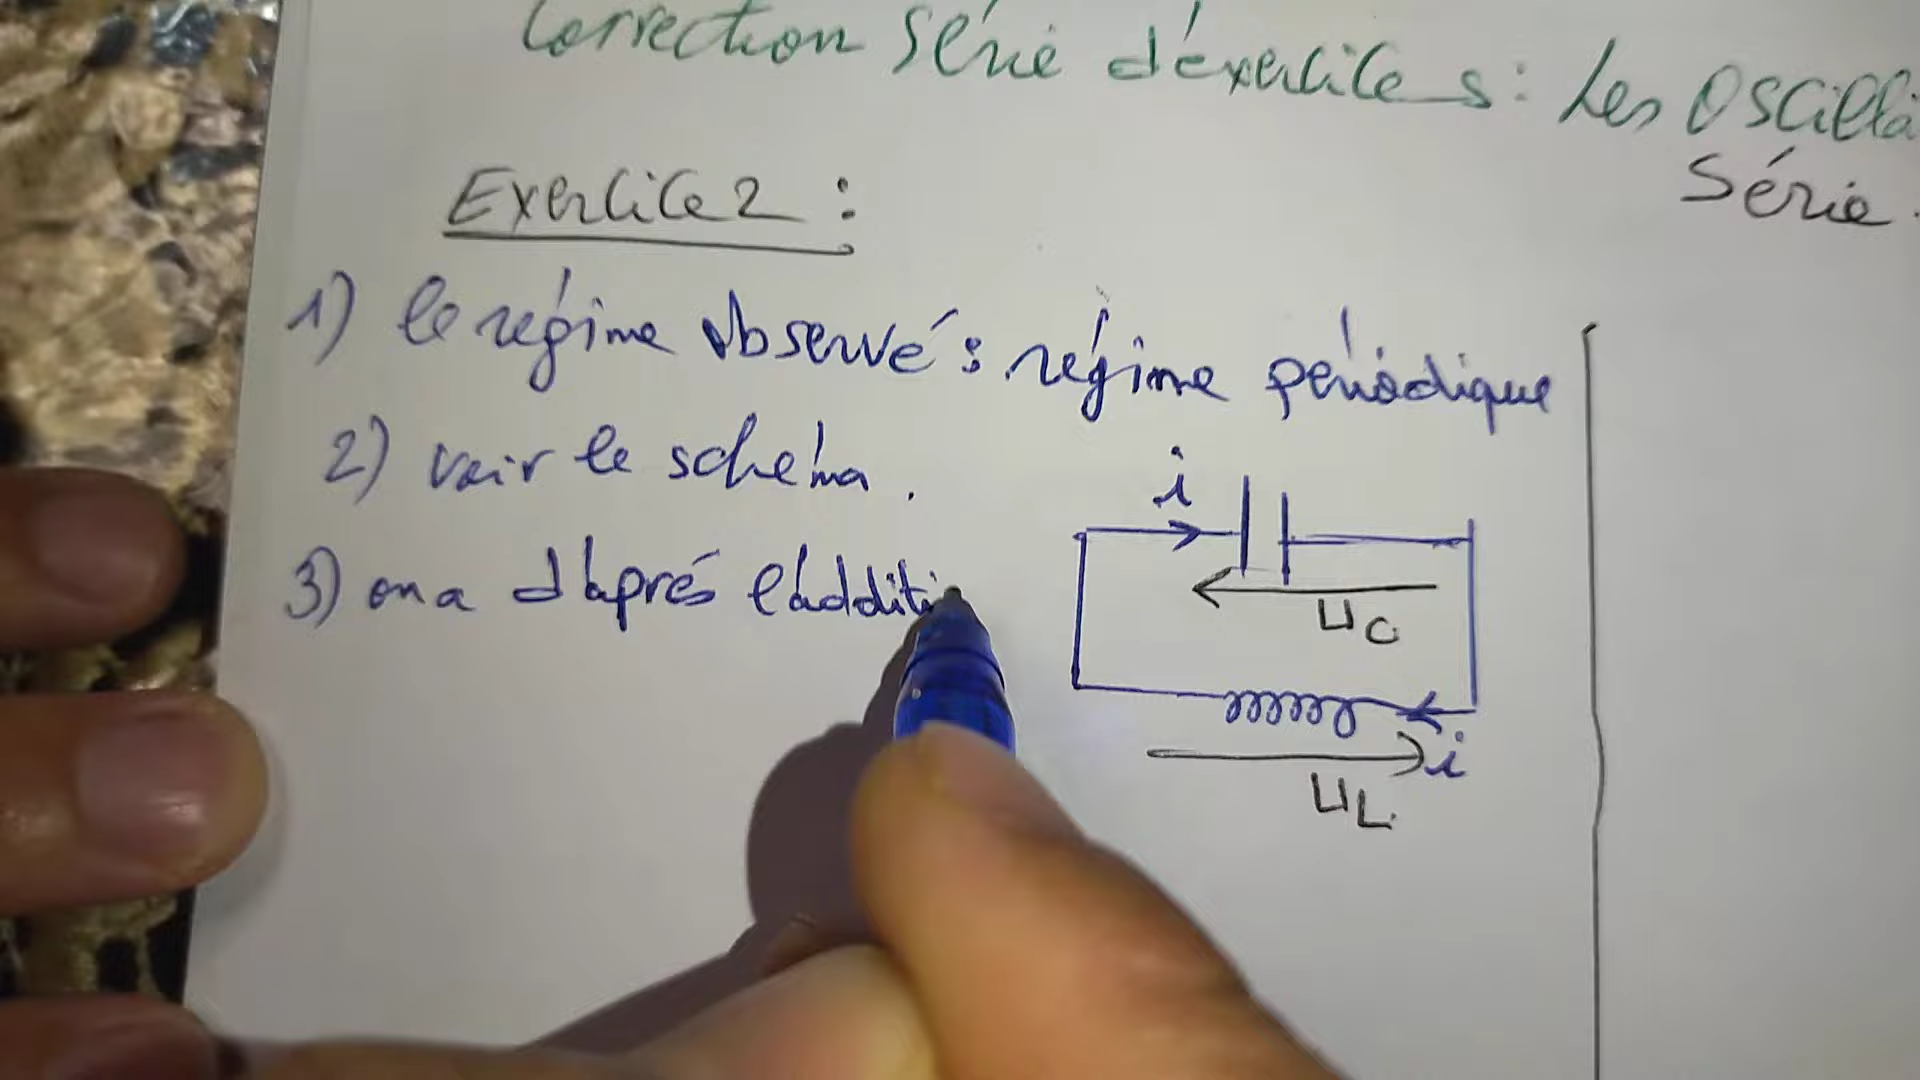 Correction Série d'exercices : Les Oscilla
Série.
Exercice 2 :
1) le régime observé : régime périodique
2) voir le schéma.
3) on a d'aprés l'additi
i
uc
i
uL